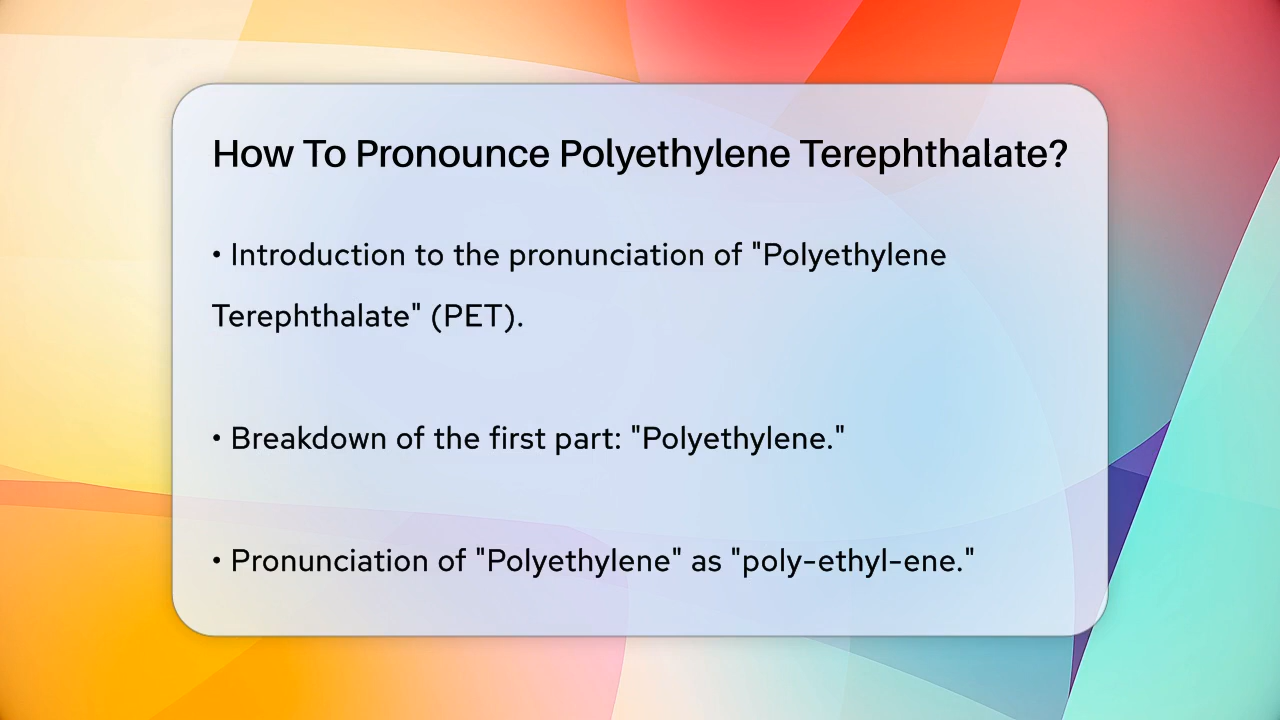 How To Pronounce Polyethylene Terephthalate?
• Introduction to the pronunciation of "Polyethylene
Terephthalate" (PET).
• Breakdown of the first part: "Polyethylene."
• Pronunciation of "Polyethylene" as "poly-ethyl-ene."